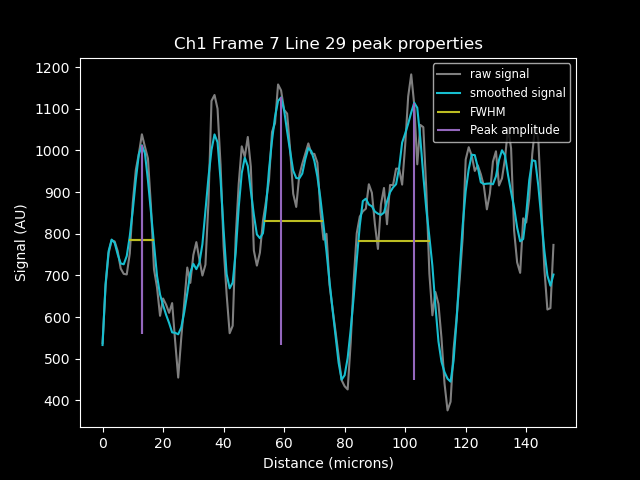 Ch1 Frame 7 Line 29 peak properties
raw signal
smoothed signal
FWHM
Peak amplitude
Signal (AU)
1200
1100
1000
900
800
700
600
500
400
0 20 40 60 80 100 120 140
Distance (microns)